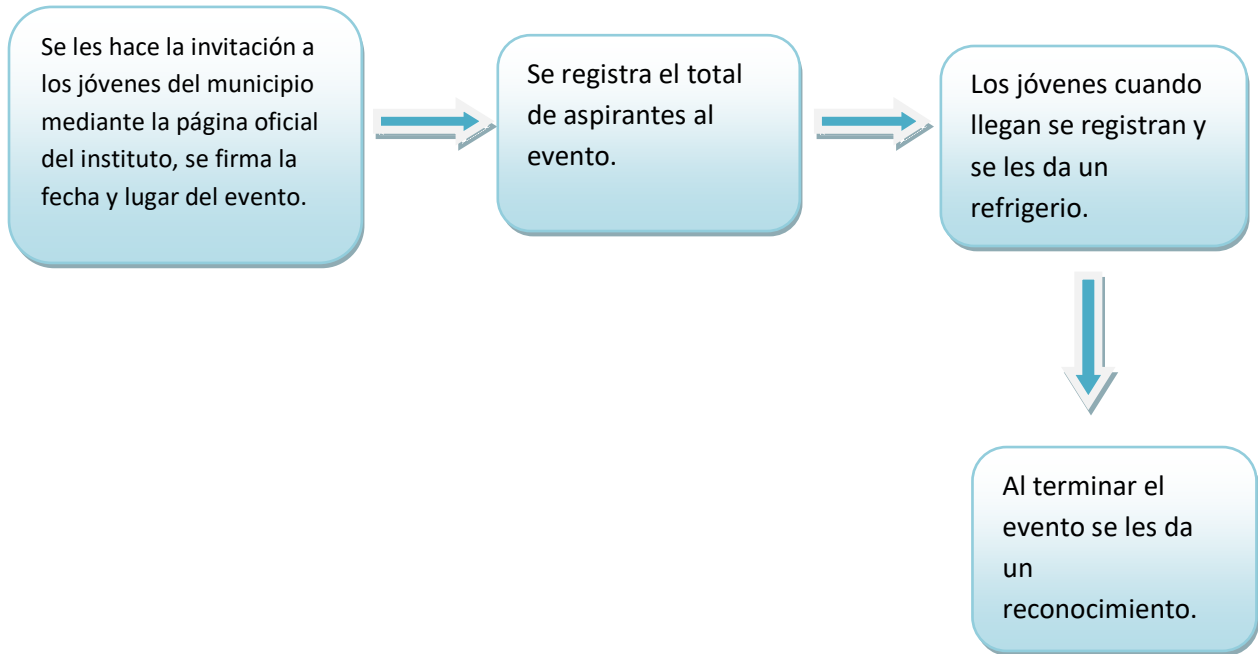 Se les hace la invitación a
los jóvenes del municipio
mediante la página oficial
del instituto, se firma la
fecha y lugar del evento.
Se registra el total
de aspirantes al
evento.
Los jóvenes cuando
llegan se registran y
se les da un
refrigerio.
Al terminar el
evento se les da
un
reconocimiento.